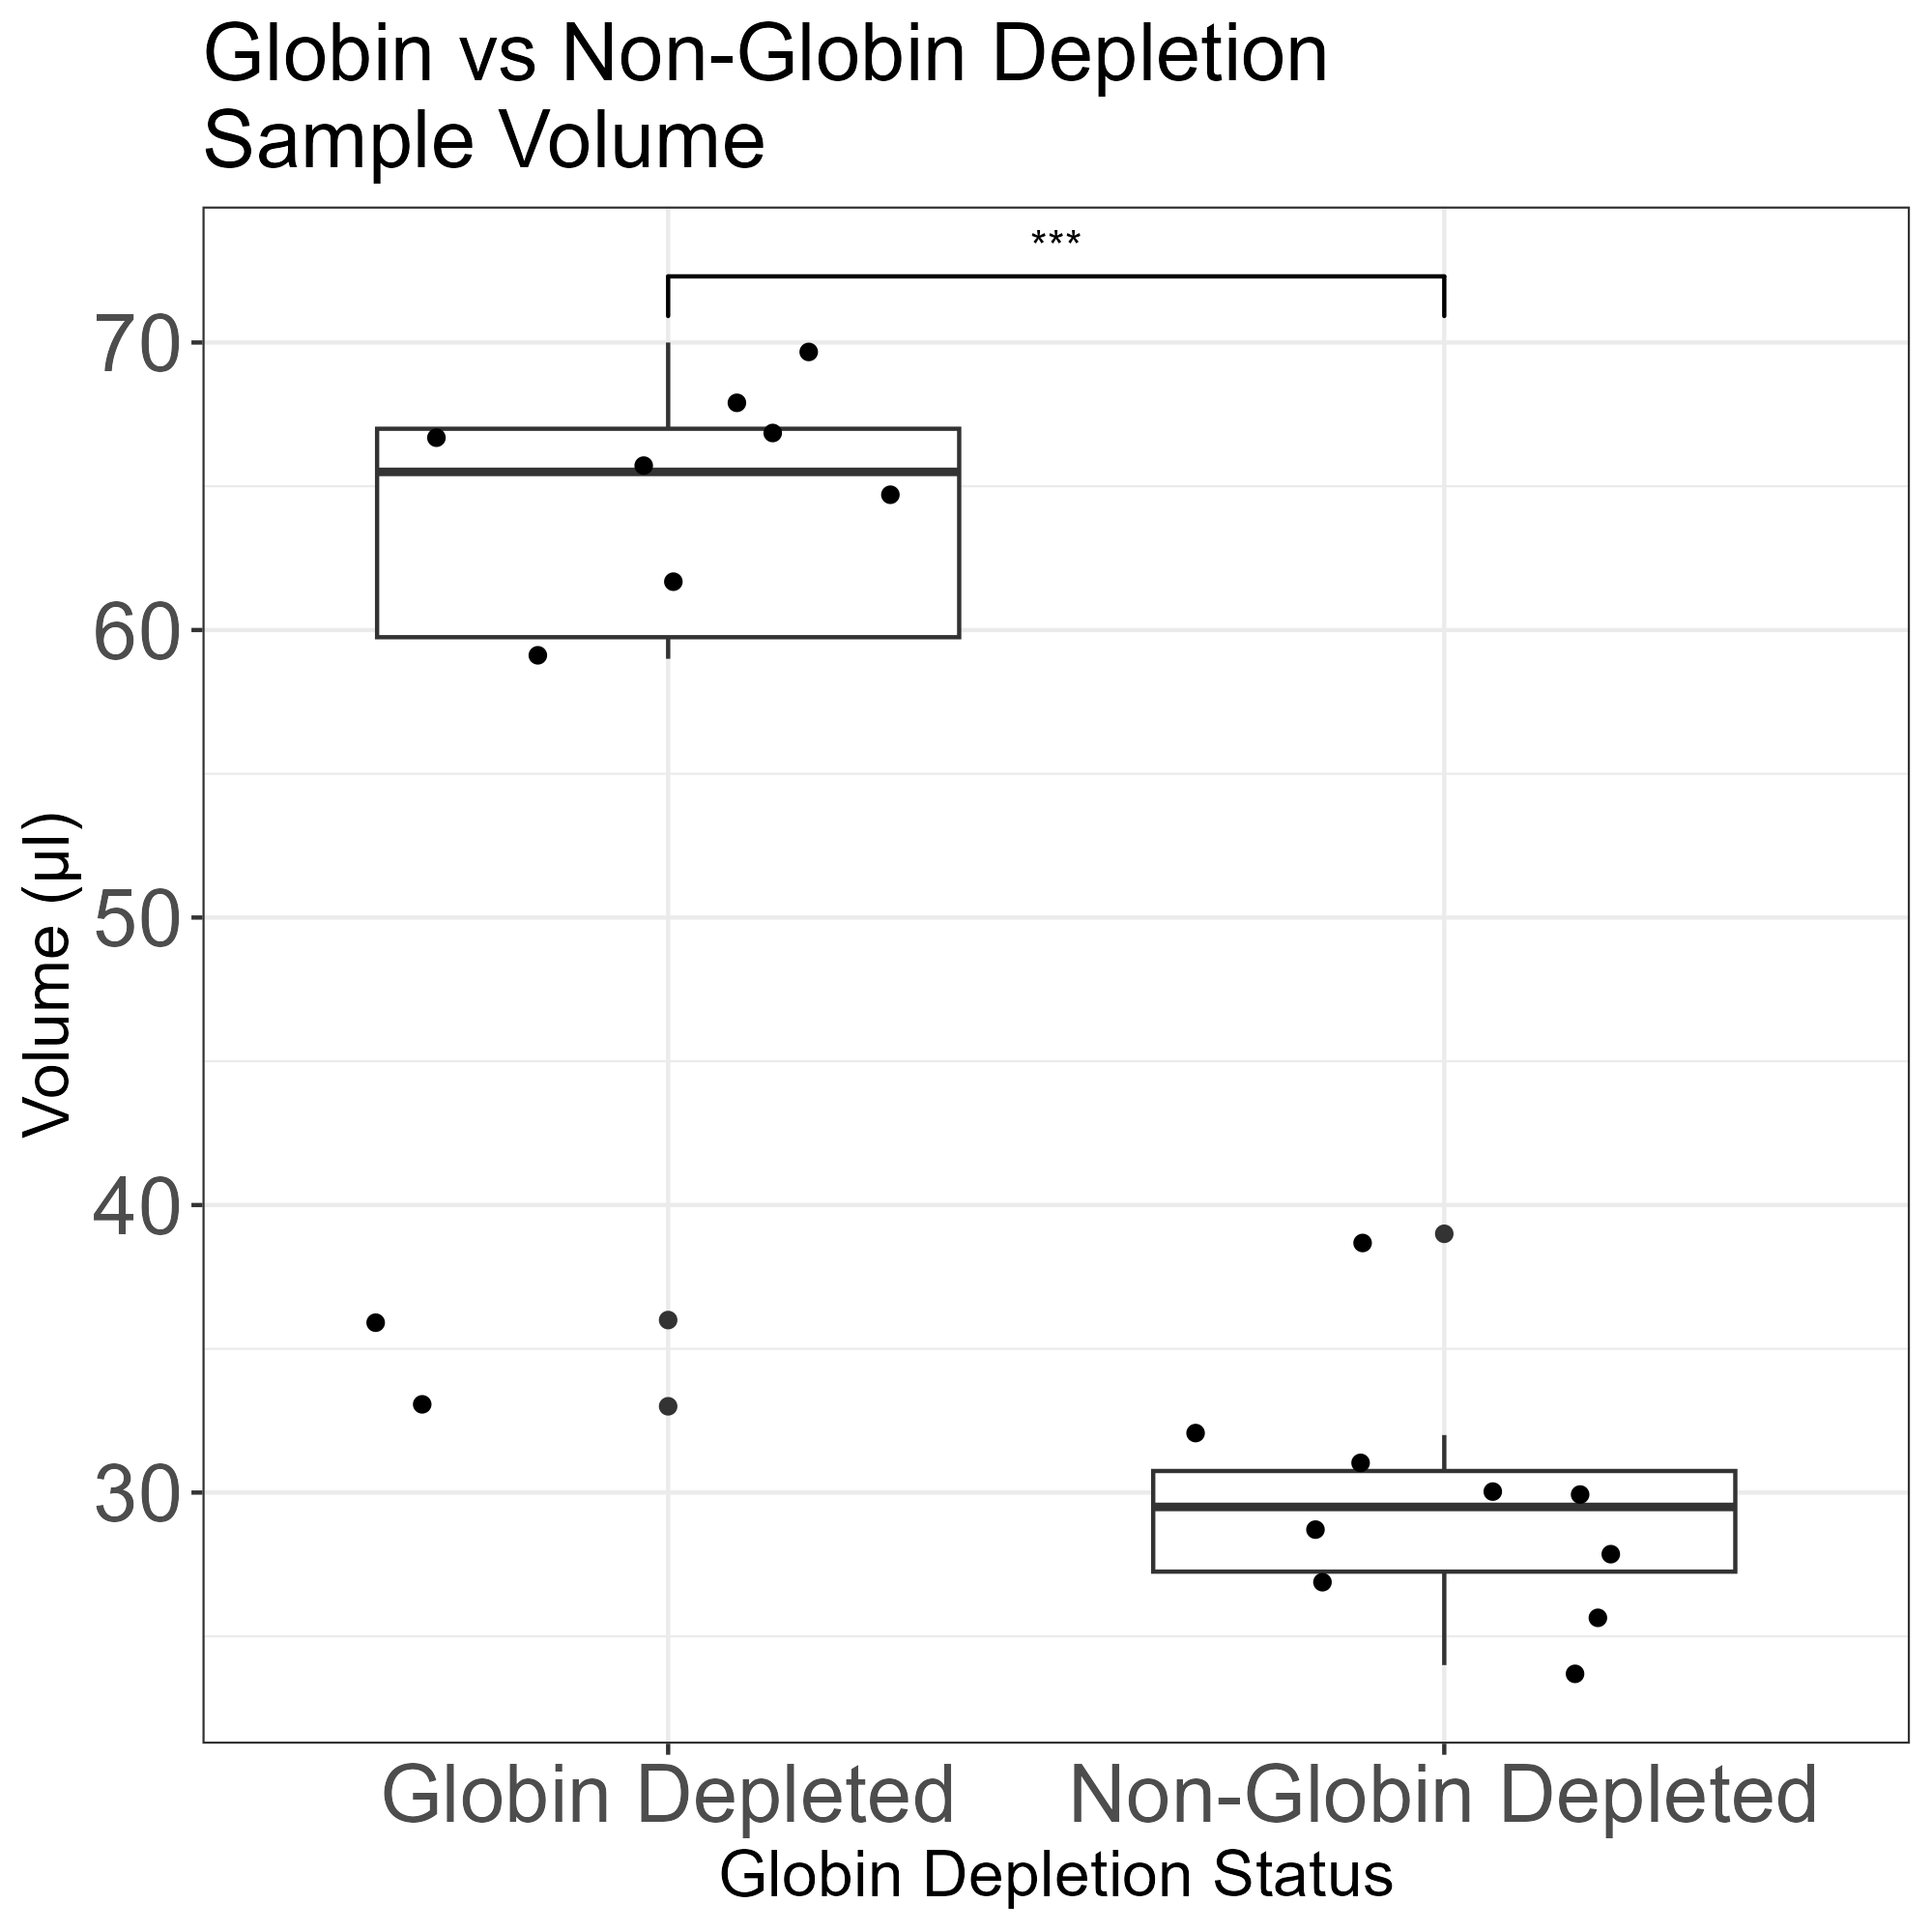 Globin vs Non-Globin Depletion
Sample Volume
***
70
60
50
40
30
Volume (µl)
Globin Depleted
Non-Globin Depleted
Globin Depletion Status